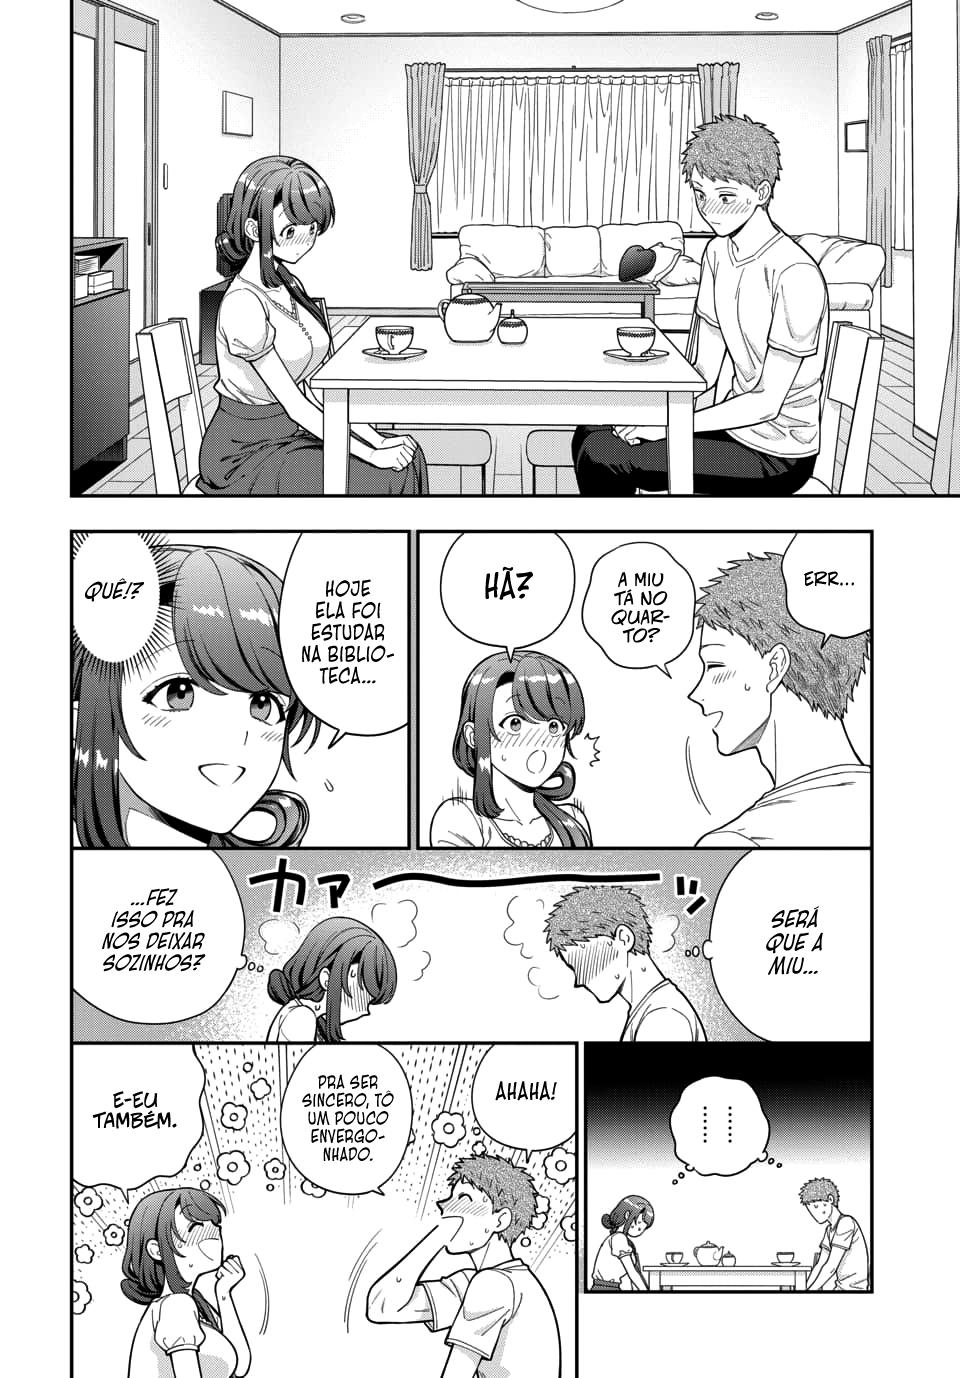 ERR...
A MIU
TÁ NO
QUAR-
TO?
HÃ?
HOJE
ELA FOI
ESTUDAR
NA BIBLIO-
TECA...
QUÊ!?
SERÁ
QUE A
MIU...
カァーッ
...FEZ
ISSO PRA
NOS DEIXAR
SOZINHOS?
......
AHAHA!
PRA SER
SINCERO, TÔ
UM POUCO
ENVERGO-
NHADO.
E-EU
TAMBÉM.